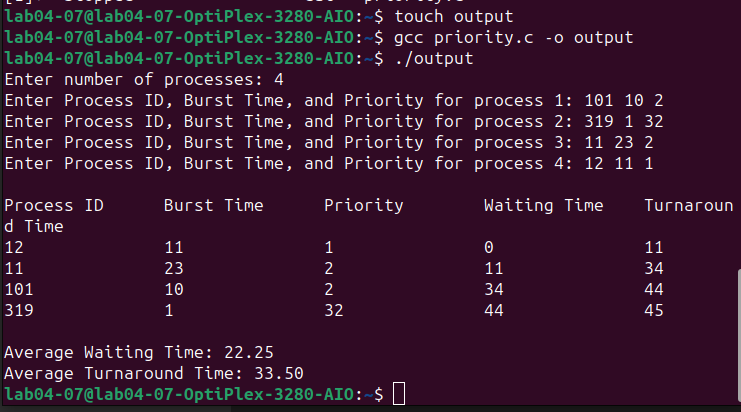 lab04-07@lab04-07-OptiPlex-3280-AIO:~$ touch output
lab04-07@lab04-07-OptiPlex-3280-AIO:~$ gcc priority.c -o output
lab04-07@lab04-07-OptiPlex-3280-AIO:~$ ./output
Enter number of processes: 4
Enter Process ID, Burst Time, and Priority for process 1: 101 10 2
Enter Process ID, Burst Time, and Priority for process 2: 319 1 32
Enter Process ID, Burst Time, and Priority for process 3: 11 23 2
Enter Process ID, Burst Time, and Priority for process 4: 12 11 1
Process ID      Burst Time      Priority        Waiting Time    Turnaroun
d Time
12              11              1               0               11
11              23              2               11              34
101             10              2               34              44
319             1               32              44              45
Average Waiting Time: 22.25
Average Turnaround Time: 33.50
lab04-07@lab04-07-OptiPlex-3280-AIO:~$